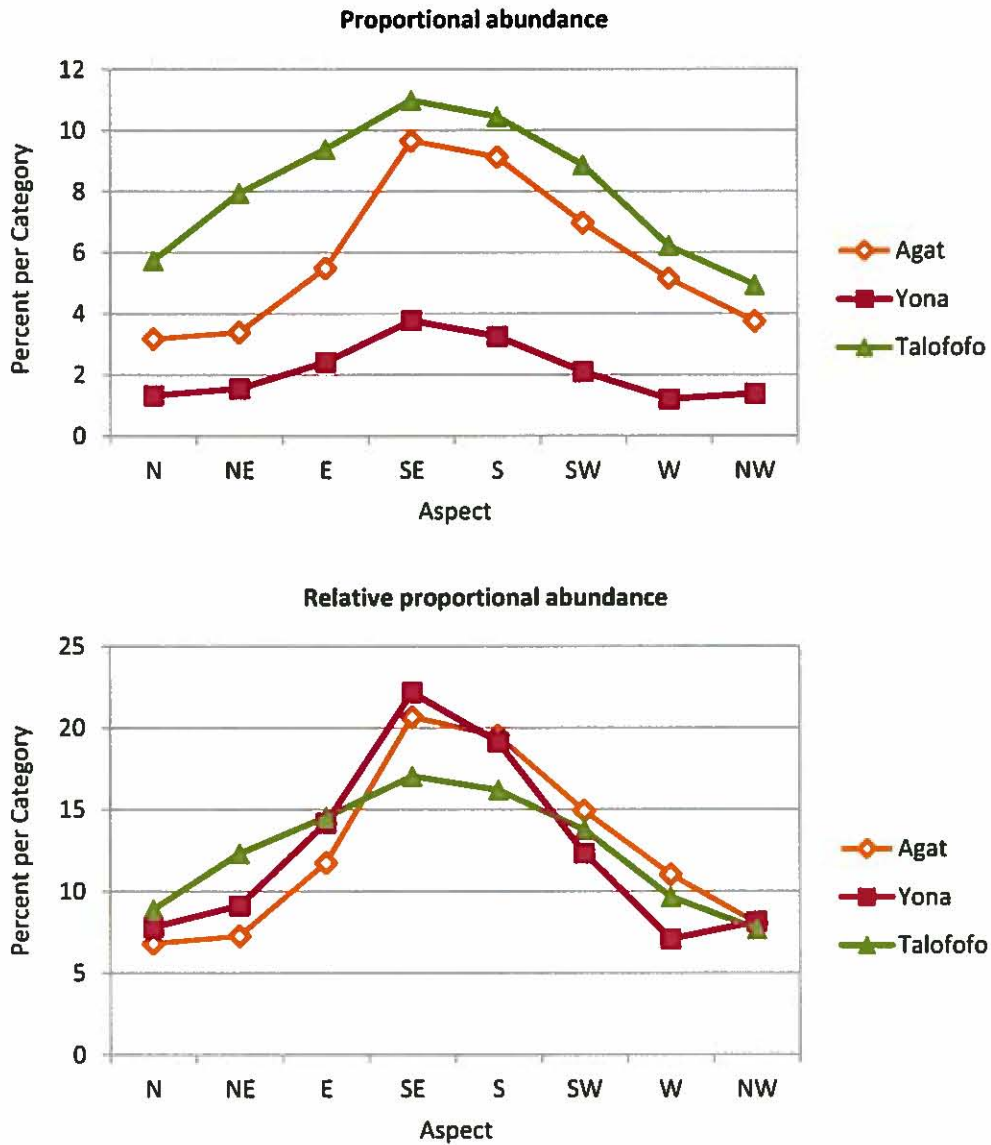 Proportional abundance
12
10
8
6
4
2
0
Percent per Category
N NE E SE S SW W NW
Aspect
Agat
Yona
Talofofo
Relative proportional abundance
25
20
15
10
5
0
Percent per Category
N NE E SE S SW W NW
Aspect
Agat
Yona
Talofofo